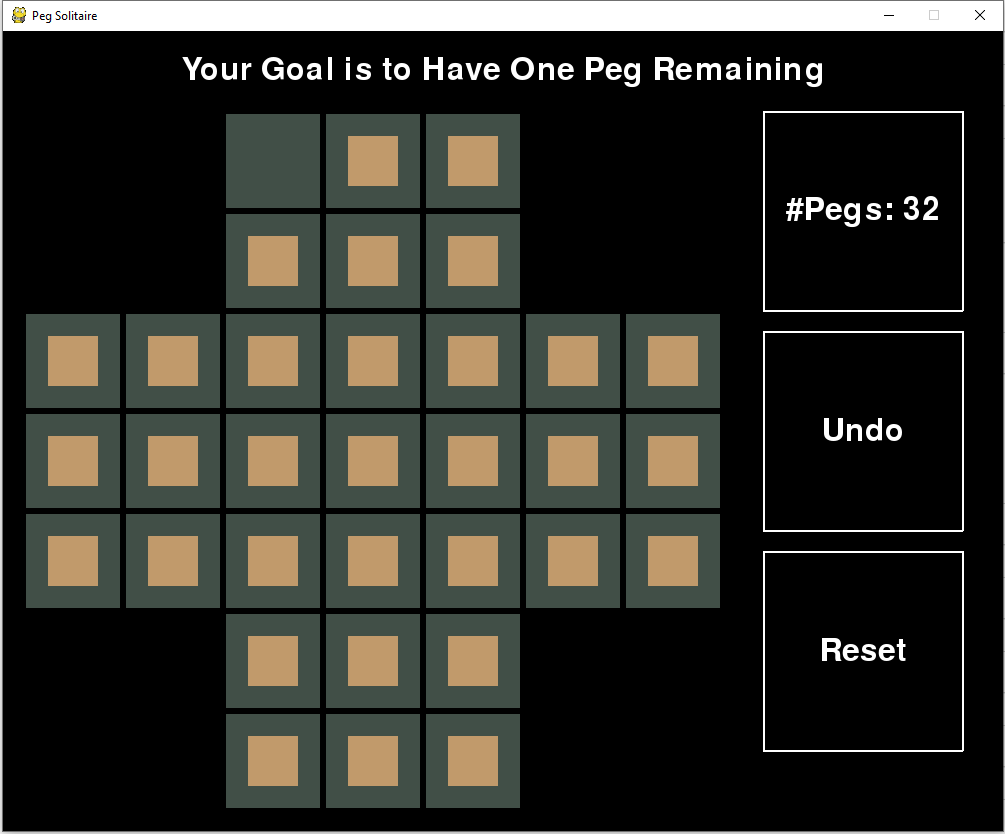 Peg Solitaire
Your Goal is to Have One Peg Remaining
#Pegs: 32
Undo
Reset